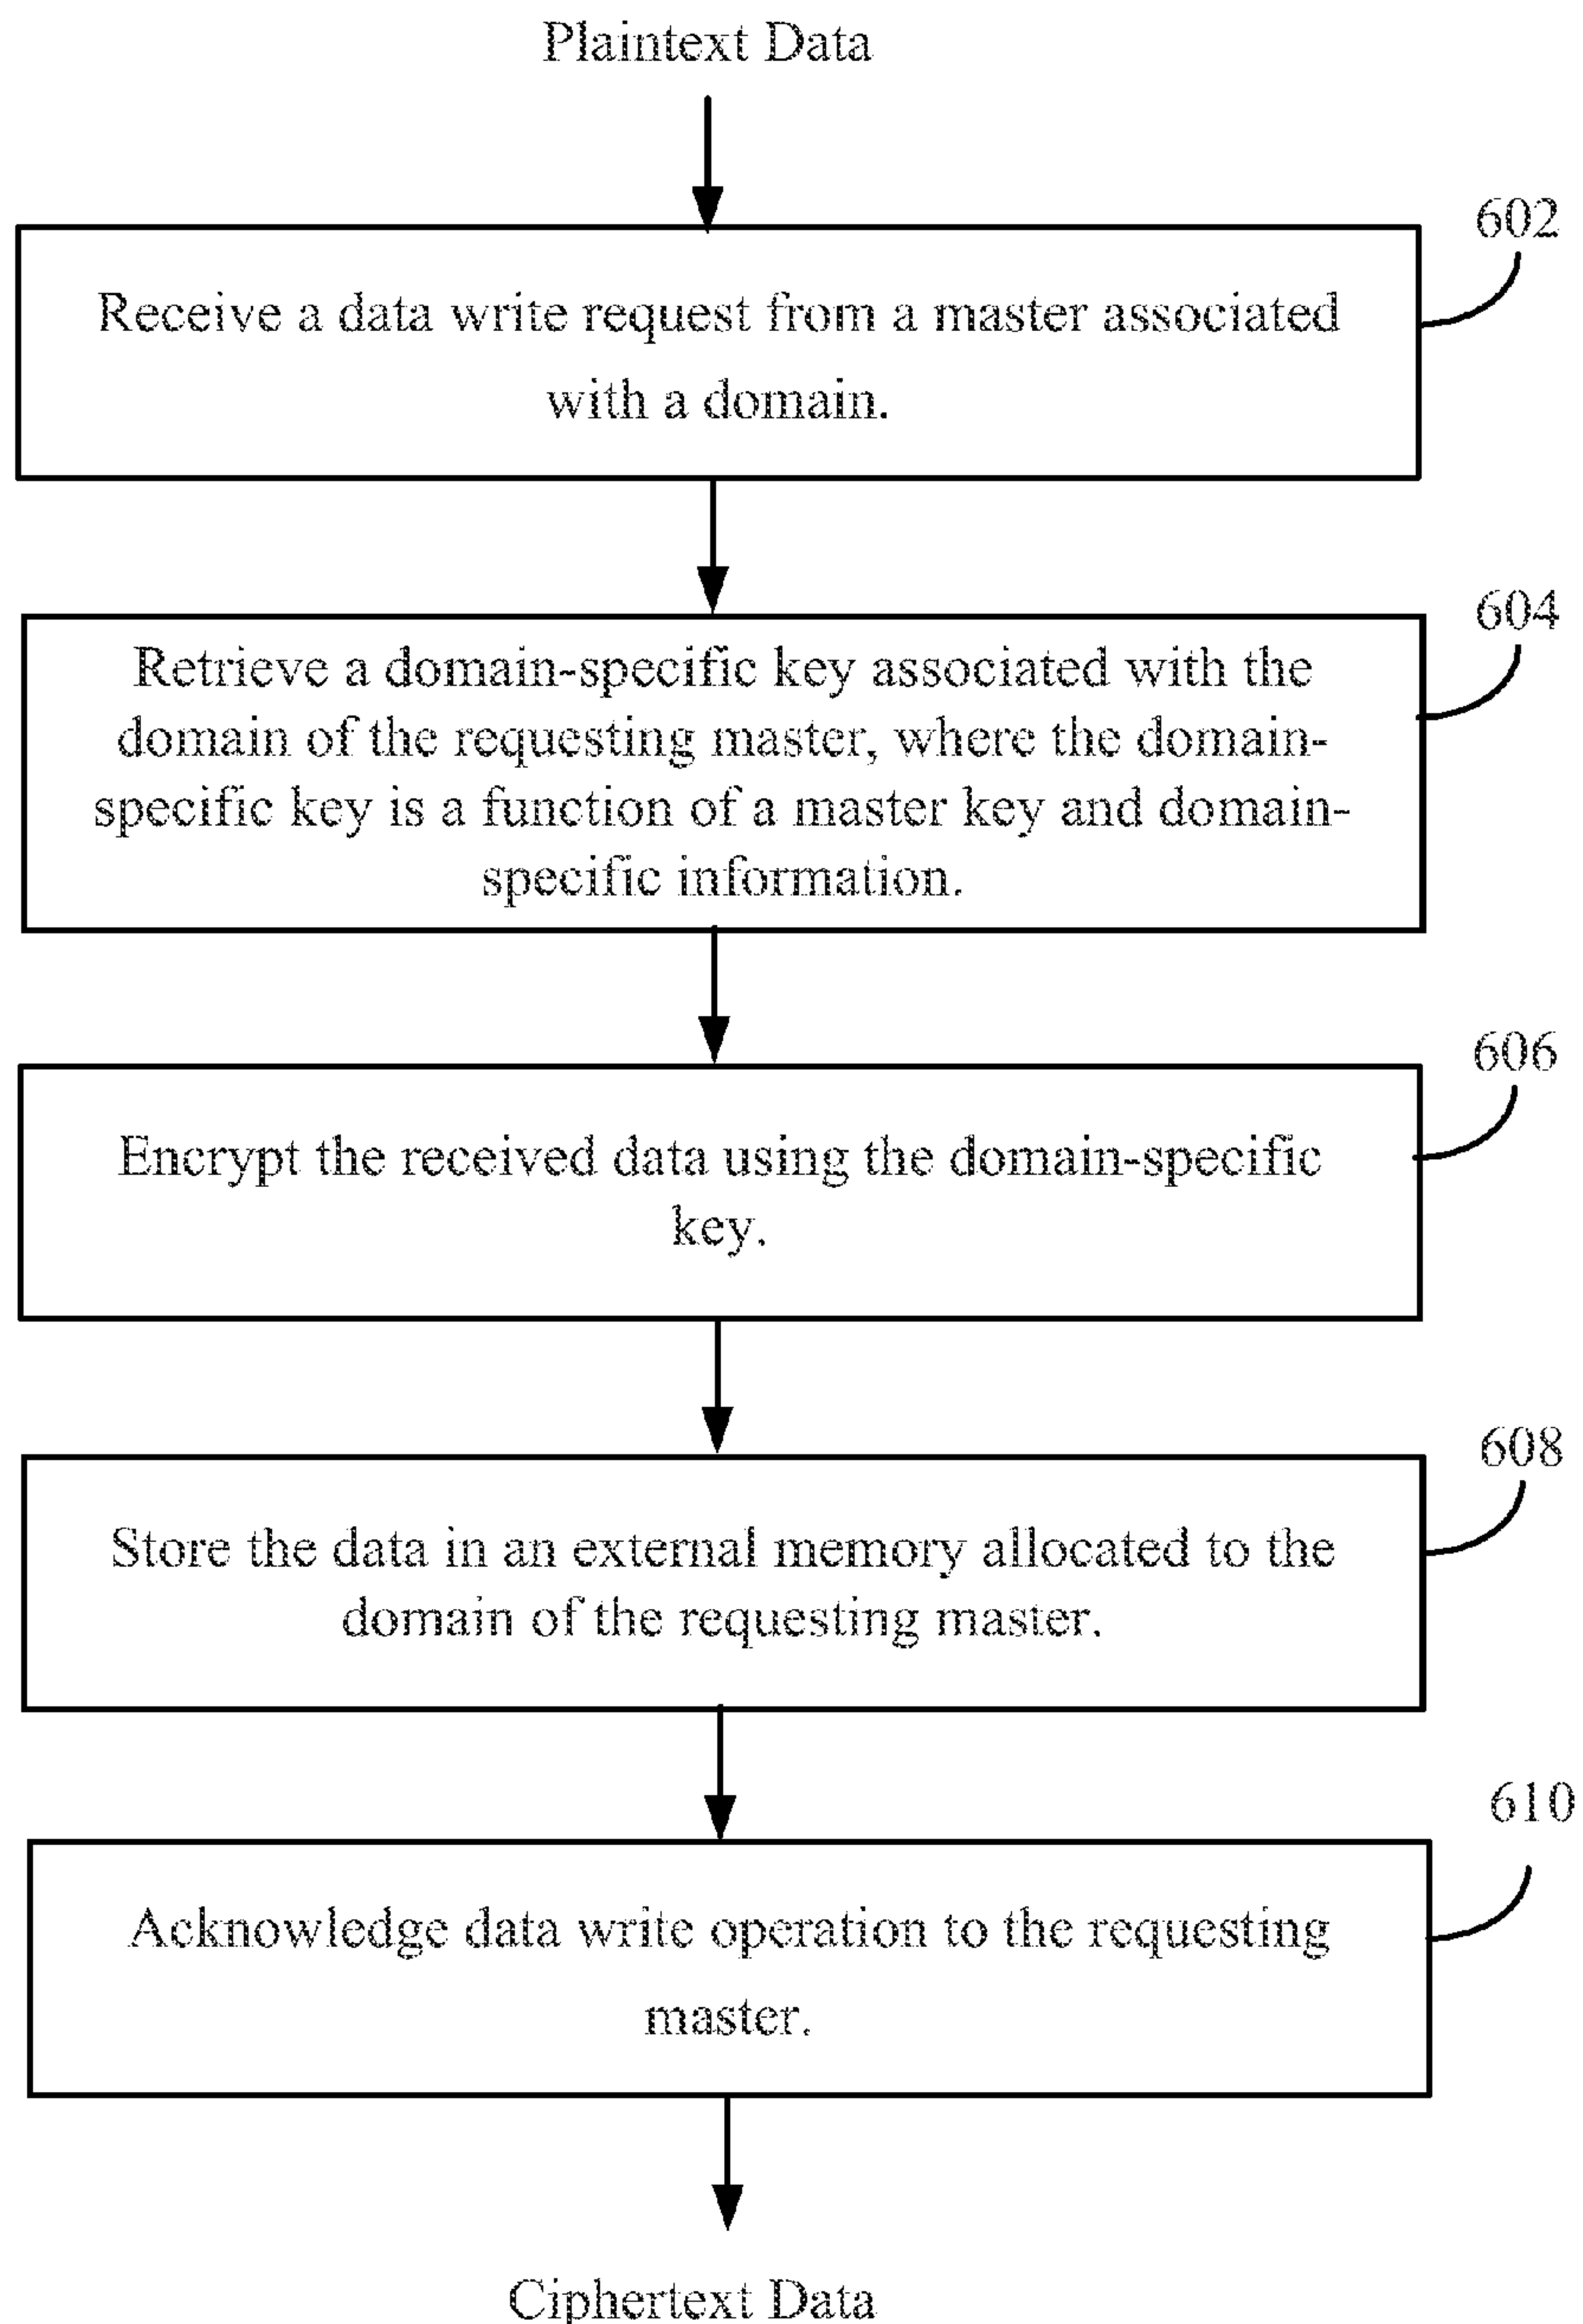 Plaintext Data
602
Receive a data write request from a master associated
with a domain.
604
Retrieve a domain-specific key associated with the
domain of the requesting master, where the domain-
specific key is a function of a master key and domain-
specific information.
606
Encrypt the received data using the domain-specific
key.
608
Store the data in an external memory allocated to the
domain of the requesting master.
610
Acknowledge data write operation to the requesting
master.
Ciphertext Data